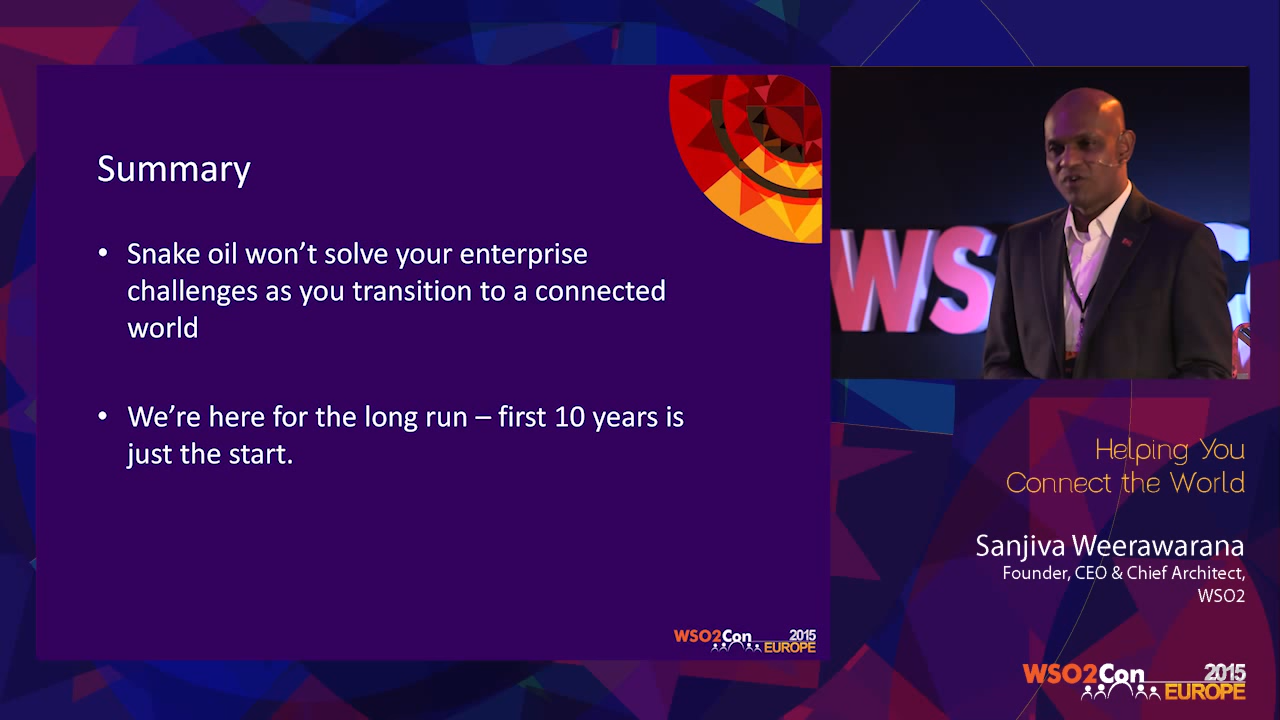 Summary
• Snake oil won’t solve your enterprise
challenges as you transition to a connected
world
• We’re here for the long run – first 10 years is
just the start.
WSO2Con 2015
EUROPE
WS
Helping You
Connect the World
Sanjiva Weerawarana
Founder, CEO & Chief Architect,
WSO2
WSO2Con 2015
EUROPE